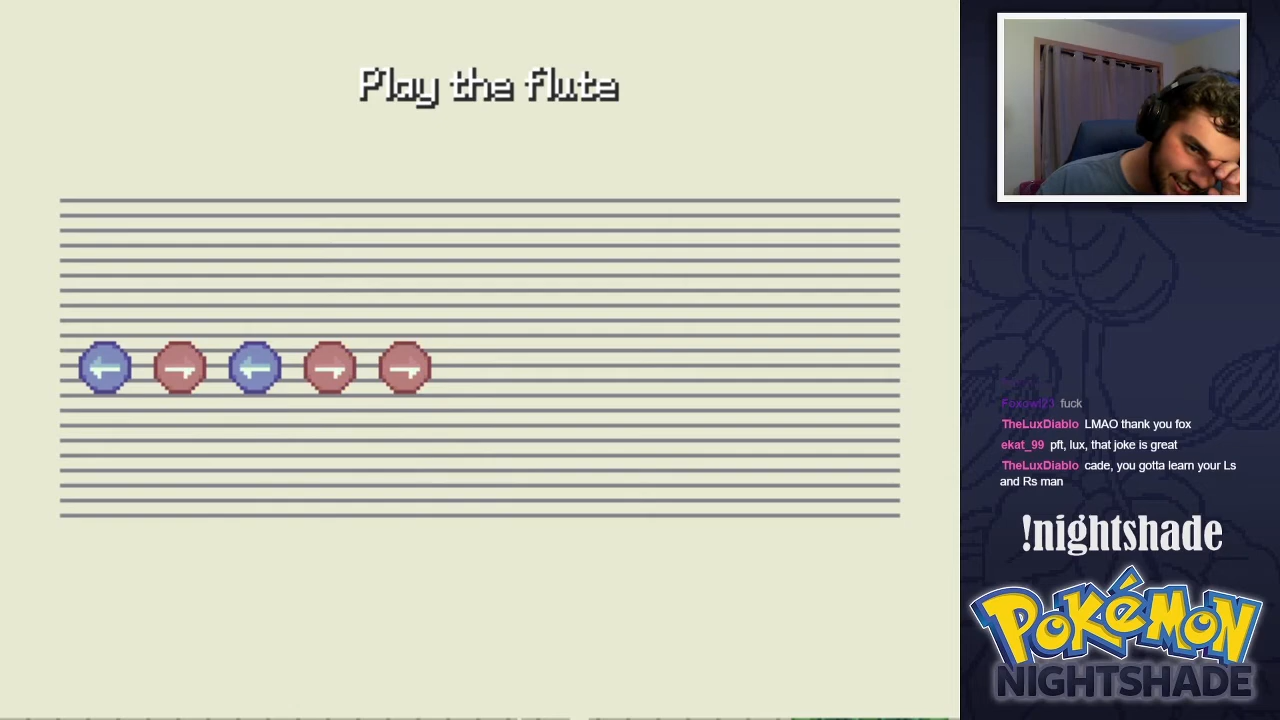 Play the flute
Foxowl23 fuck
TheLuxDiablo LMAO thank you fox
ekat_99 pft, lux, that joke is great
TheLuxDiablo cade, you gotta learn your Ls
and Rs man
!nightshade
POKéMON
NIGHTSHADE